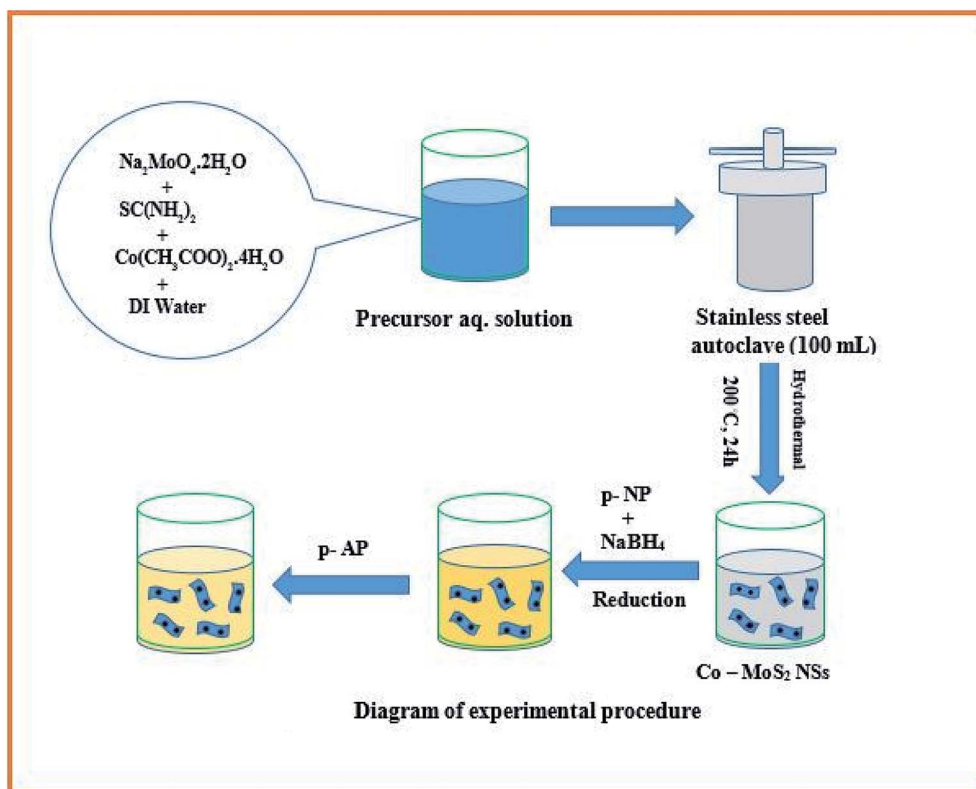 Na₂MoO₄.2H₂O
+
SC(NH₂)₂
+
Co(CH₃COO)₂.4H₂O
+
DI Water
Precursor aq. solution
Stainless steel
autoclave (100 mL)
Hydrothermal
200°C, 24h
p- NP
+
NaBH₄
Reduction
p- AP
Co – MoS₂ NSs
Diagram of experimental procedure